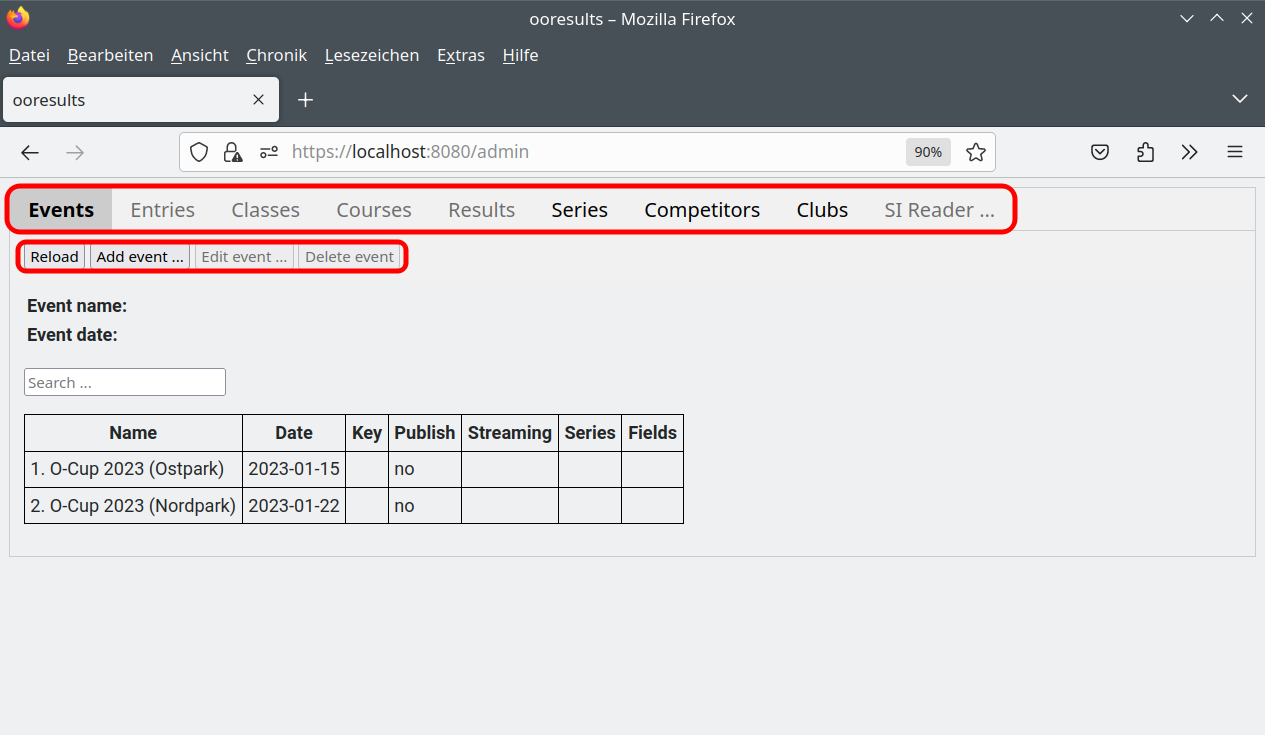 ooresults – Mozilla Firefox
Datei Bearbeiten Ansicht Chronik Lesezeichen Extras Hilfe
ooresults
https://localhost:8080/admin 90%
Events Entries Classes Courses Results Series Competitors Clubs SI Reader ...
Reload Add event ... Edit event ... Delete event
Event name:
Event date:
Search ...
Name Date Key Publish Streaming Series Fields
1. O-Cup 2023 (Ostpark) 2023-01-15 no
2. O-Cup 2023 (Nordpark) 2023-01-22 no